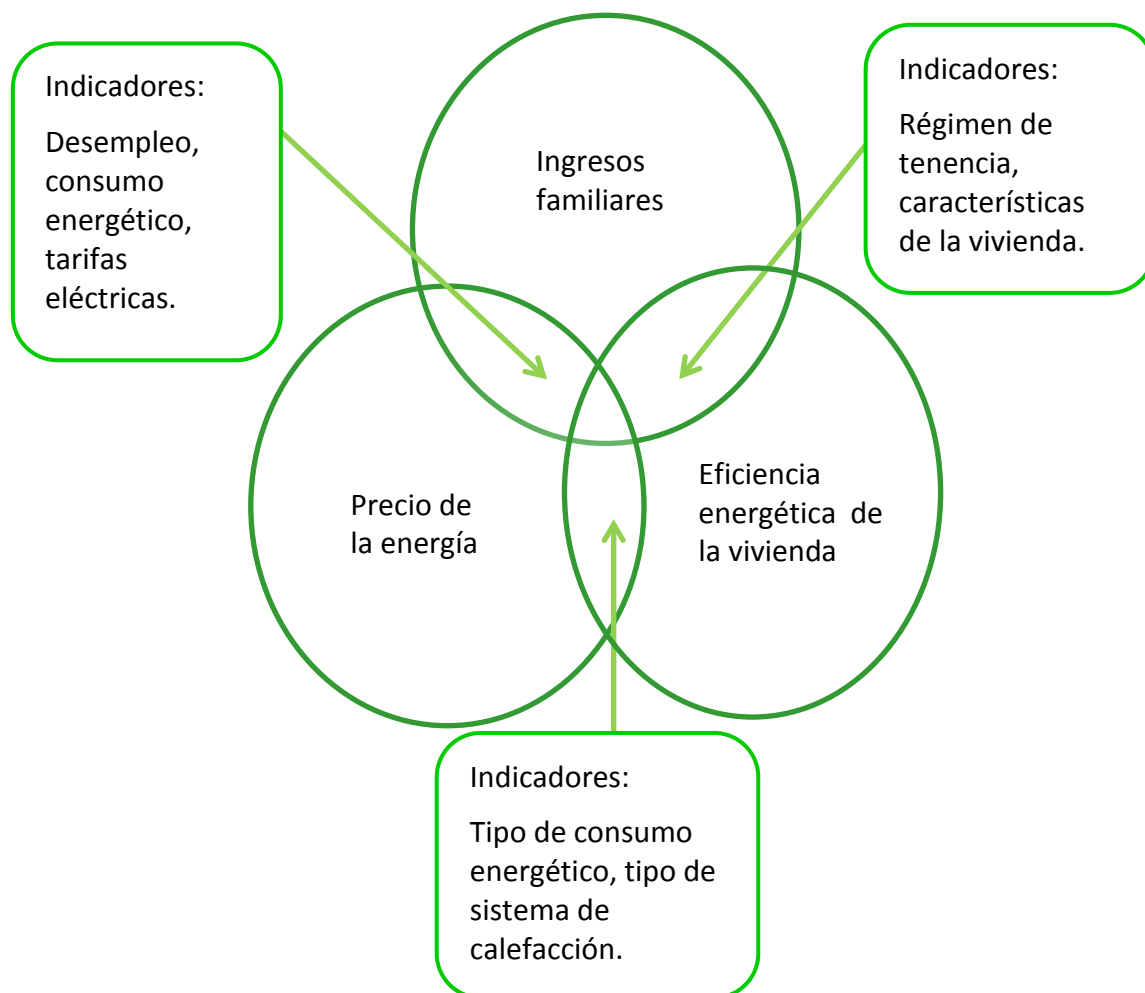 Indicadores:
Desempleo,
consumo
energético,
tarifas
eléctricas.
Ingresos
familiares
Indicadores:
Régimen de
tenencia,
características
de la vivienda.
Precio de
la energía
Eficiencia
energética  de
la vivienda
Indicadores:
Tipo de consumo
energético, tipo de
sistema de
calefacción.